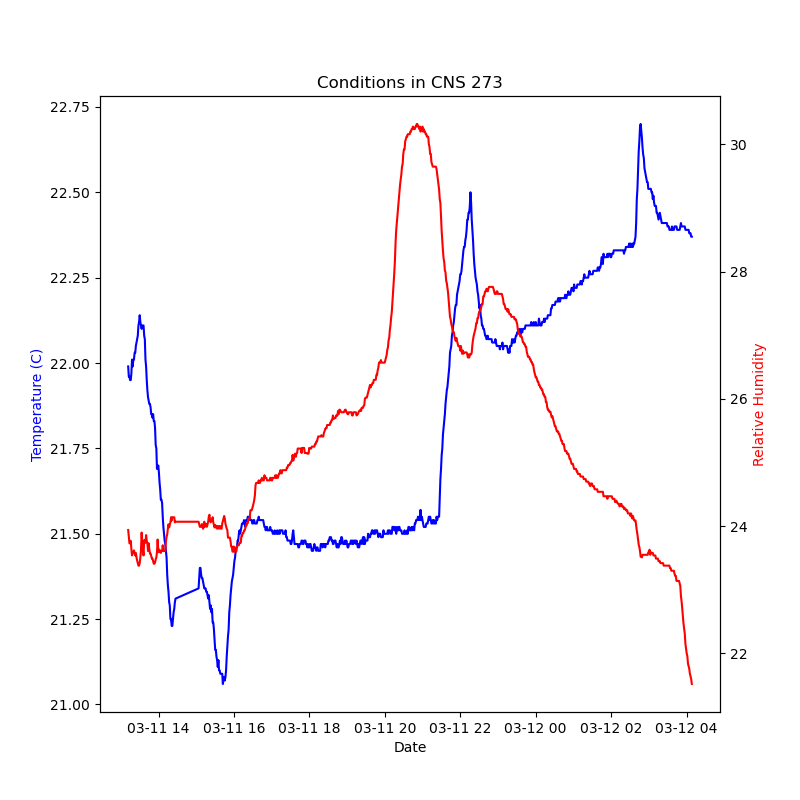 Conditions in CNS 273
22.75
22.50
22.25
22.00
21.75
21.50
21.25
21.00
Temperature (C)
30
28
26
24
22
Relative Humidity
03-11 14 03-11 16 03-11 18 03-11 20 03-11 22 03-12 00 03-12 02 03-12 04
Date